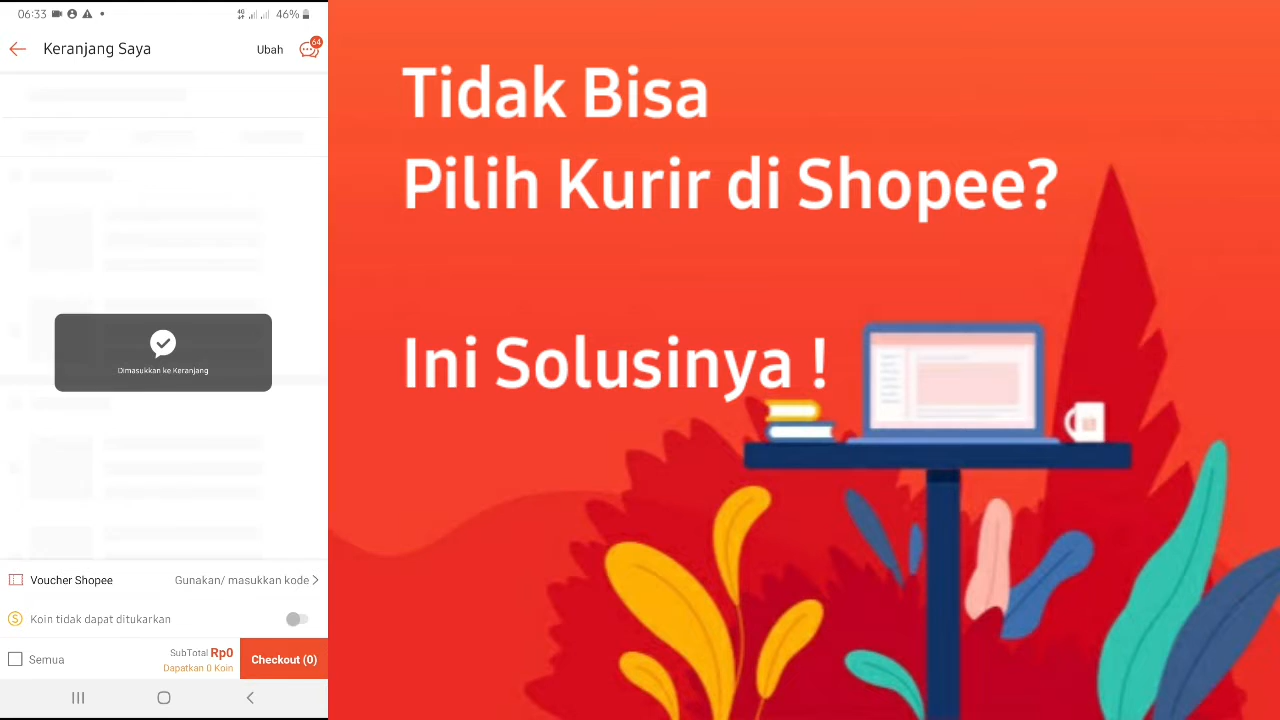 06:33
46%
Keranjang Saya
Ubah
64
Dimasukkan ke Keranjang
Voucher Shopee
Gunakan/ masukkan kode
S
Koin tidak dapat ditukarkan
Semua
SubTotal Rp0
Dapatkan 0 Koin
Checkout (0)
Tidak Bisa
Pilih Kurir di Shopee?
Ini Solusinya !